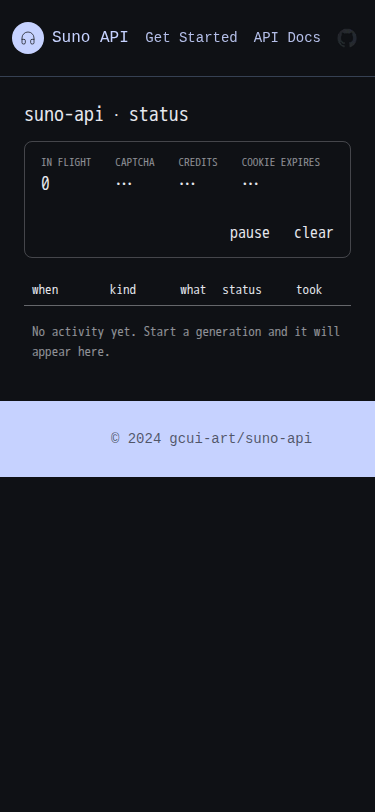 Suno API Get Started API Docs
suno-api · status
IN FLIGHT CAPTCHA CREDITS COOKIE EXPIRES
0 ... ... ...
pause clear
when kind what status took
No activity yet. Start a generation and it will
appear here.
© 2024 gcui-art/suno-api